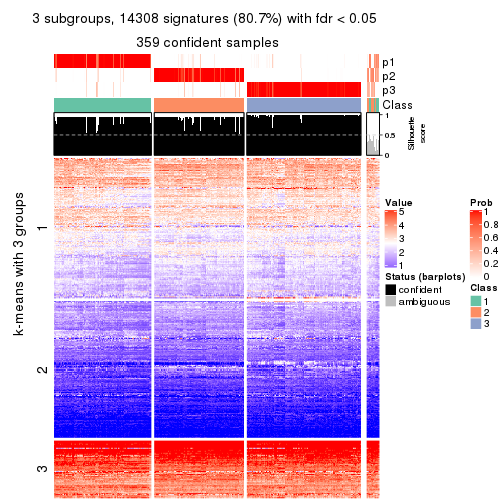 3 subgroups, 14308 signatures (80.7%) with fdr < 0.05
359 confident samples
p1
p2
p3
Class
1
0.5
0
Silhouette
score
k-means with 3 groups
1
2
3
Value
5
4
3
2
1
Status (barplots)
confident
ambiguous
Prob
1
0.8
0.6
0.4
0.2
0
Class
1
2
3